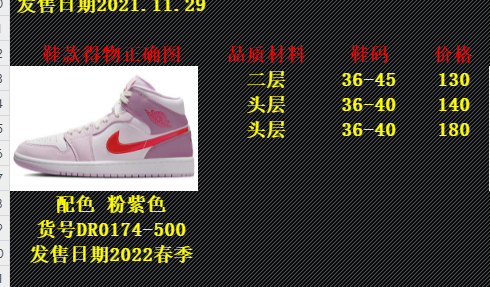 发售日期2021.11.29
鞋款得物正确图 品质材料 鞋码 价格
二层 36-45 130
头层 36-40 140
头层 36-40 180
配色 粉紫色
货号DR0174-500
发售日期2022春季